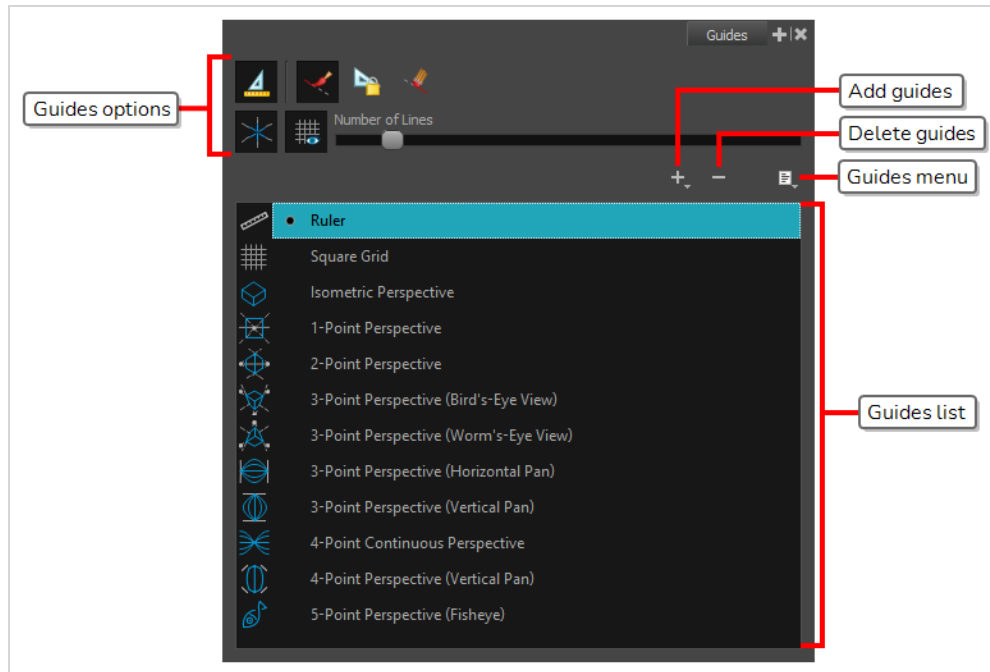 Guides
Guides options
Number of Lines
Add guides
Delete guides
Guides menu
Ruler
Square Grid
Isometric Perspective
1-Point Perspective
2-Point Perspective
3-Point Perspective (Bird's-Eye View)
3-Point Perspective (Worm's-Eye View)
3-Point Perspective (Horizontal Pan)
3-Point Perspective (Vertical Pan)
4-Point Continuous Perspective
4-Point Perspective (Vertical Pan)
5-Point Perspective (Fisheye)
Guides list